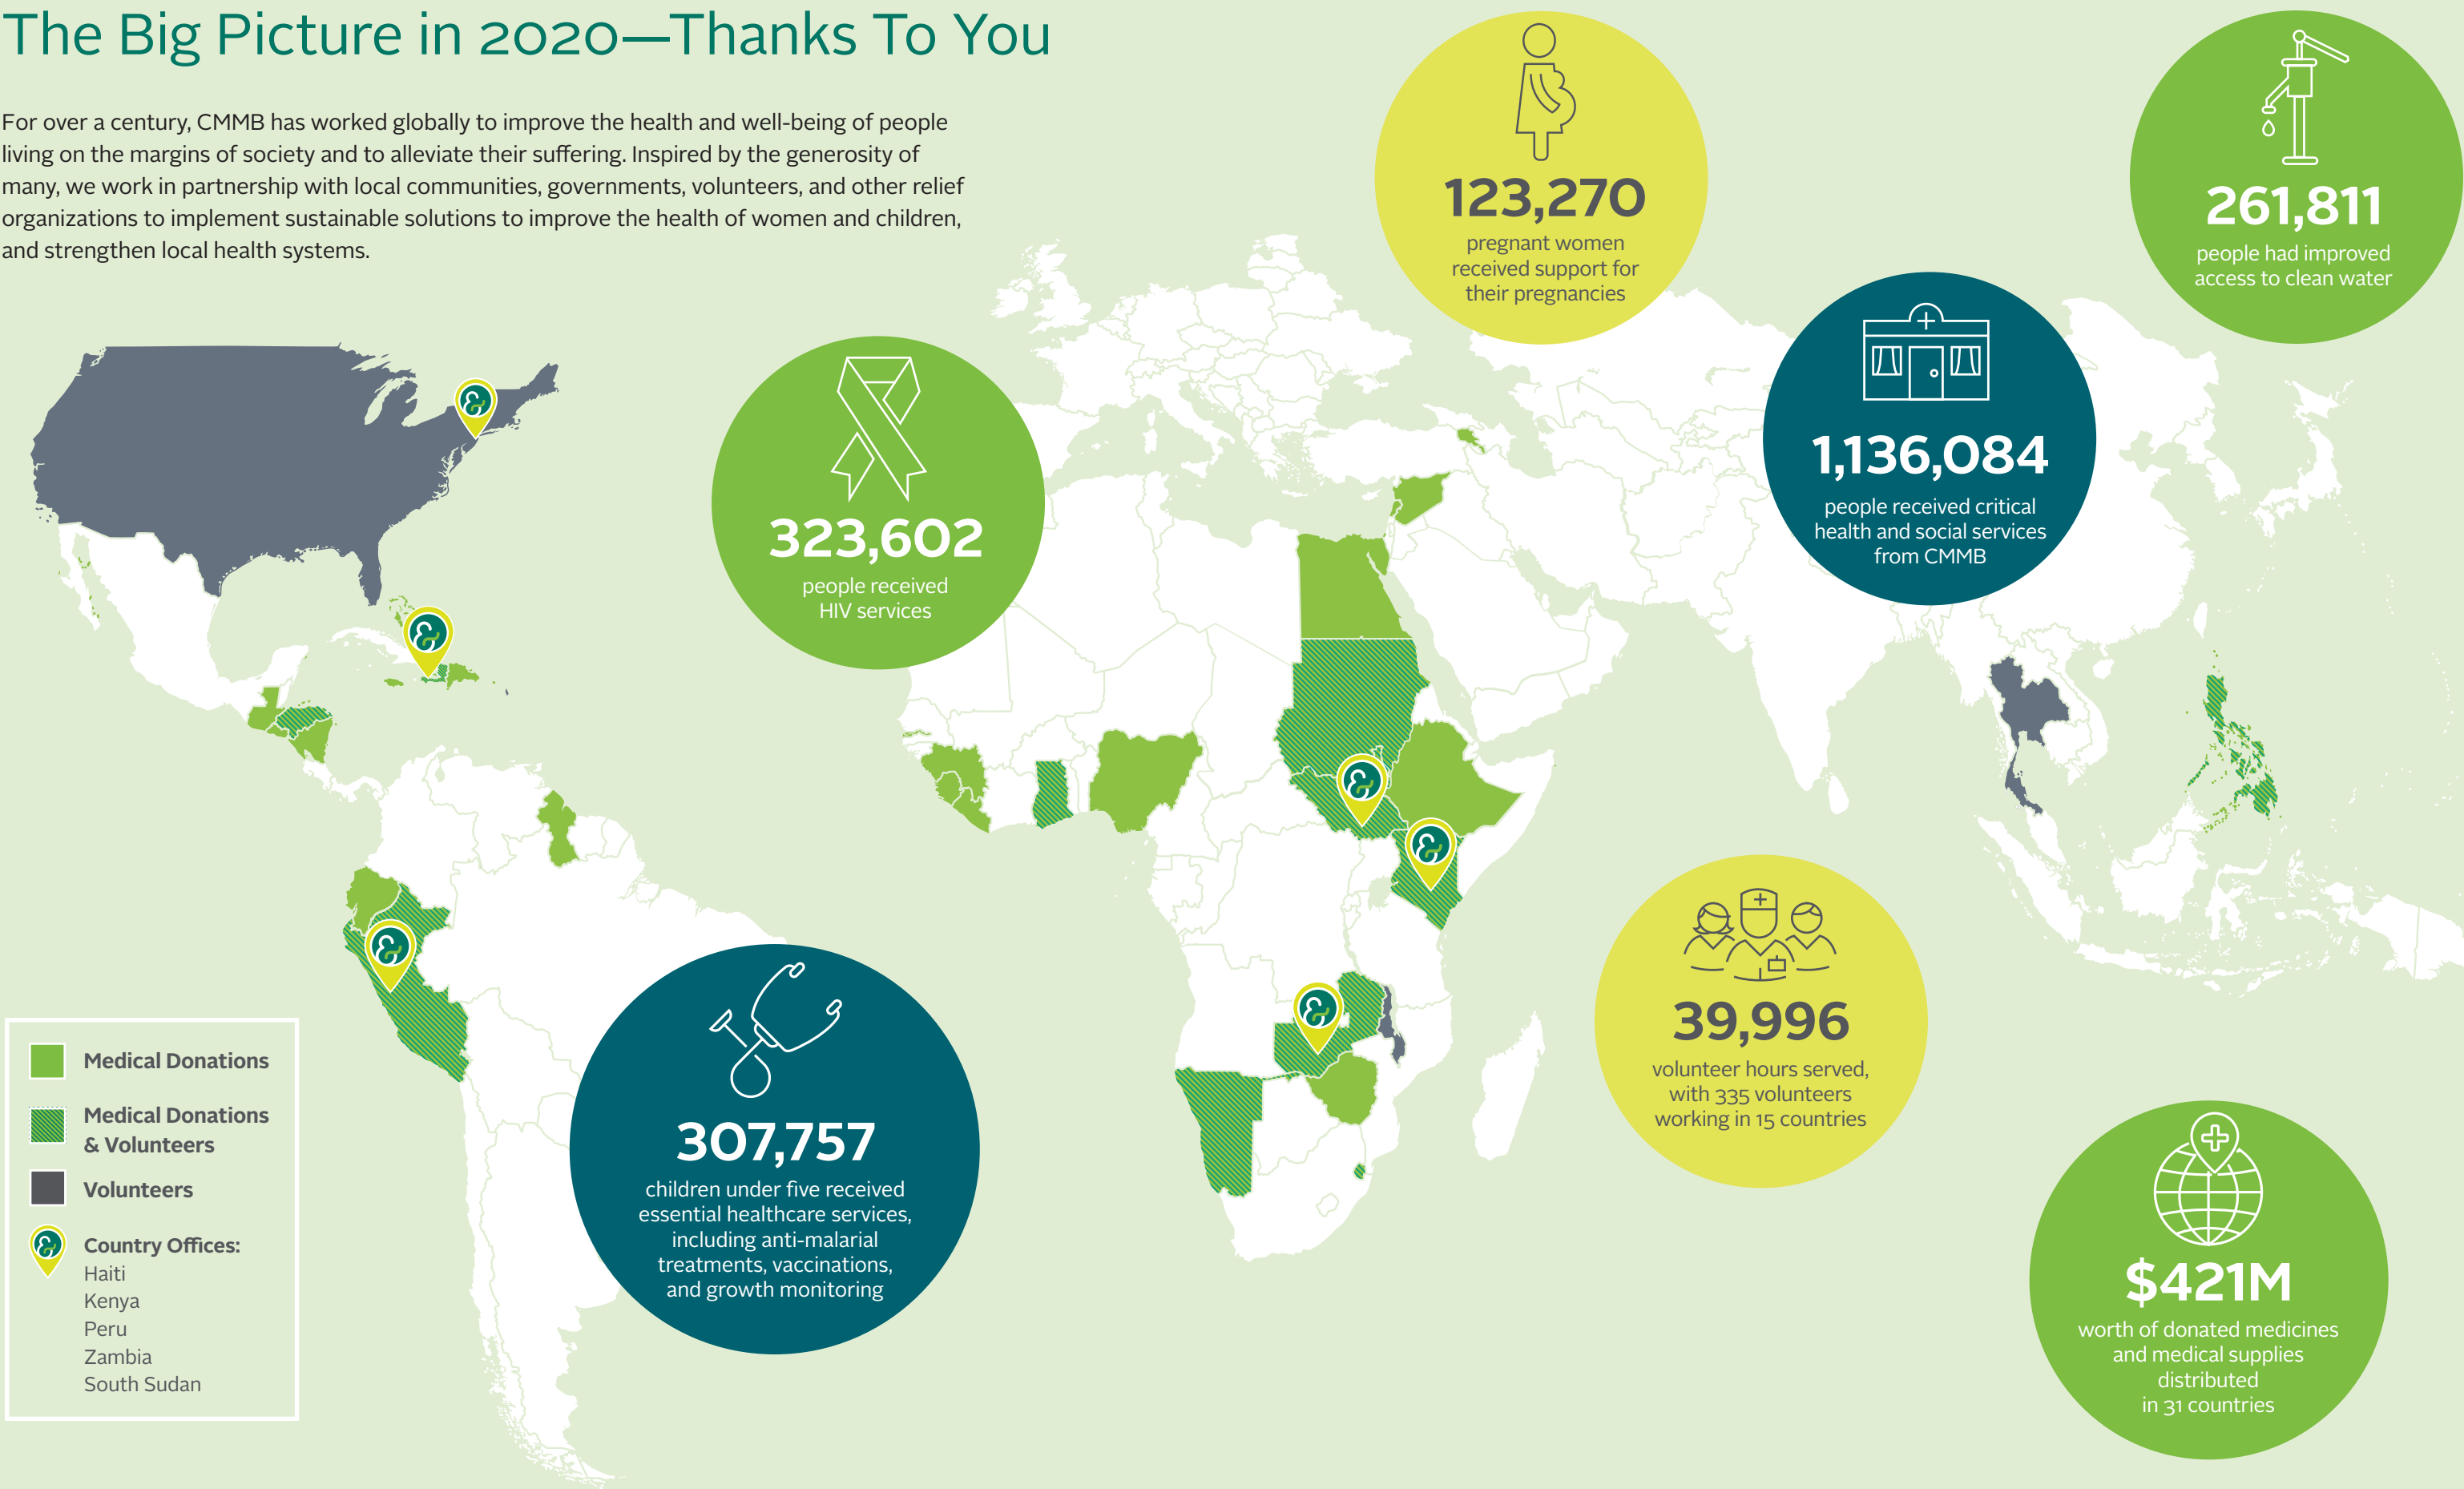 The Big Picture in 2020—Thanks To You
For over a century, CMMB has worked globally to improve the health and well-being of people
living on the margins of society and to alleviate their suffering. Inspired by the generosity of
many, we work in partnership with local communities, governments, volunteers, and other relief
organizations to implement sustainable solutions to improve the health of women and children,
and strengthen local health systems.
123,270
pregnant women
received support for
their pregnancies
261,811
people had improved
access to clean water
1,136,084
people received critical
health and social services
from CMMB
323,602
people received
HIV services
39,996
volunteer hours served,
with 335 volunteers
working in 15 countries
307,757
children under five received
essential healthcare services,
including anti-malarial
treatments, vaccinations,
and growth monitoring
$421M
worth of donated medicines
and medical supplies
distributed
in 31 countries
Medical Donations
Medical Donations
& Volunteers
Volunteers
Country Offices:
Haiti
Kenya
Peru
Zambia
South Sudan